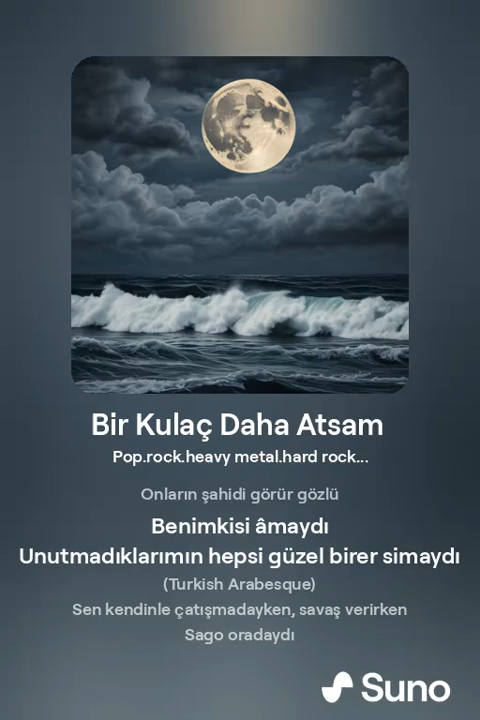 Bir Kulaç Daha Atsam
Pop.rock.heavy metal.hard rock...
Onların şahidi görür gözlü
Benimkisi âmaydı
Unutmadıklarımın hepsi güzel birer simaydı
(Turkish Arabesque)
Sen kendinle çatışmadayken, savaş verirken
Sago oradaydı
Suno